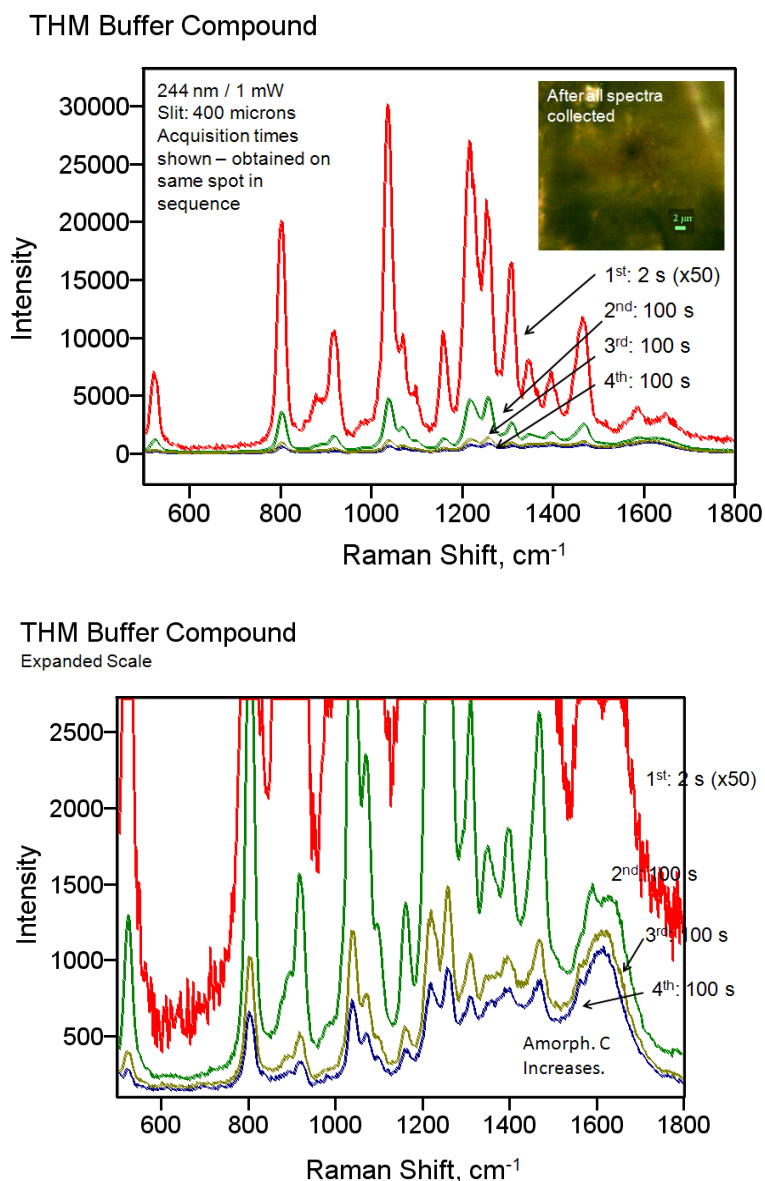 THM Buffer Compound
244 nm / 1 mW
Slit: 400 microns
Acquisition times
shown – obtained on
same spot in
sequence
After all spectra
collected
2 μm
1st: 2 s (x50)
2nd: 100 s
3rd: 100 s
4th: 100 s
30000
25000
20000
15000
10000
5000
0
Intensity
600 800 1000 1200 1400 1600 1800
Raman Shift, cm-1
THM Buffer Compound
Expanded Scale
2500
2000
1500
1000
500
Intensity
1st: 2 s (x50)
2nd: 100 s
3rd: 100 s
4th: 100 s
Amorph. C
Increases.
600 800 1000 1200 1400 1600 1800
Raman Shift, cm-1